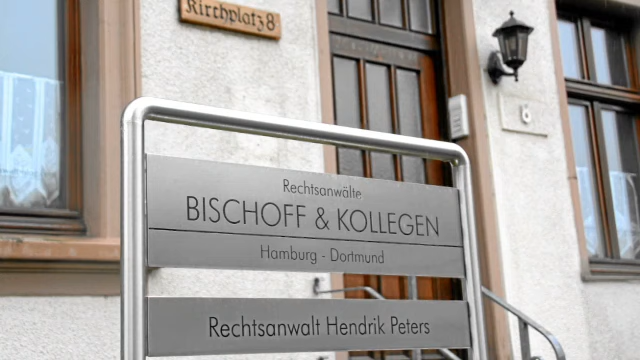 Kirchplatz 8
Rechtsanwälte
BISCHOFF & KOLLEGEN
Hamburg - Dortmund
Rechtsanwalt Hendrik Peters